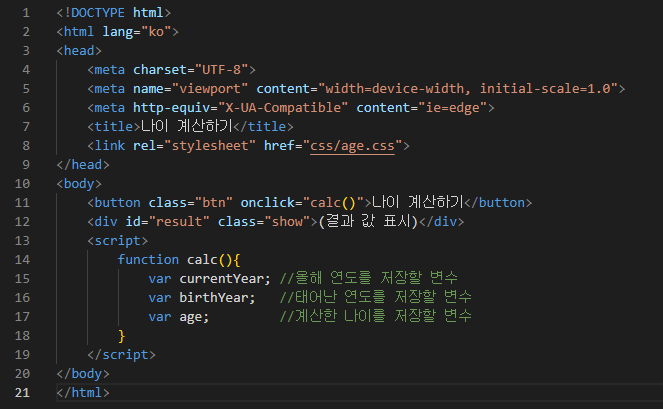 1 <!DOCTYPE html>
2 <html lang="ko">
3 <head>
4     <meta charset="UTF-8">
5     <meta name="viewport" content="width=device-width, initial-scale=1.0">
6     <meta http-equiv="X-UA-Compatible" content="ie=edge">
7     <title>나이 계산하기</title>
8     <link rel="stylesheet" href="css/age.css">
9 </head>
10 <body>
11     <button class="btn" onclick="calc()">나이 계산하기</button>
12     <div id="result" class="show">(결과 값 표시)</div>
13     <script>
14         function calc(){
15             var currentYear; //올해 연도를 저장할 변수
16             var birthYear;   //태어난 연도를 저장할 변수
17             var age;         //계산한 나이를 저장할 변수
18         }
19     </script>
20 </body>
21 </html>